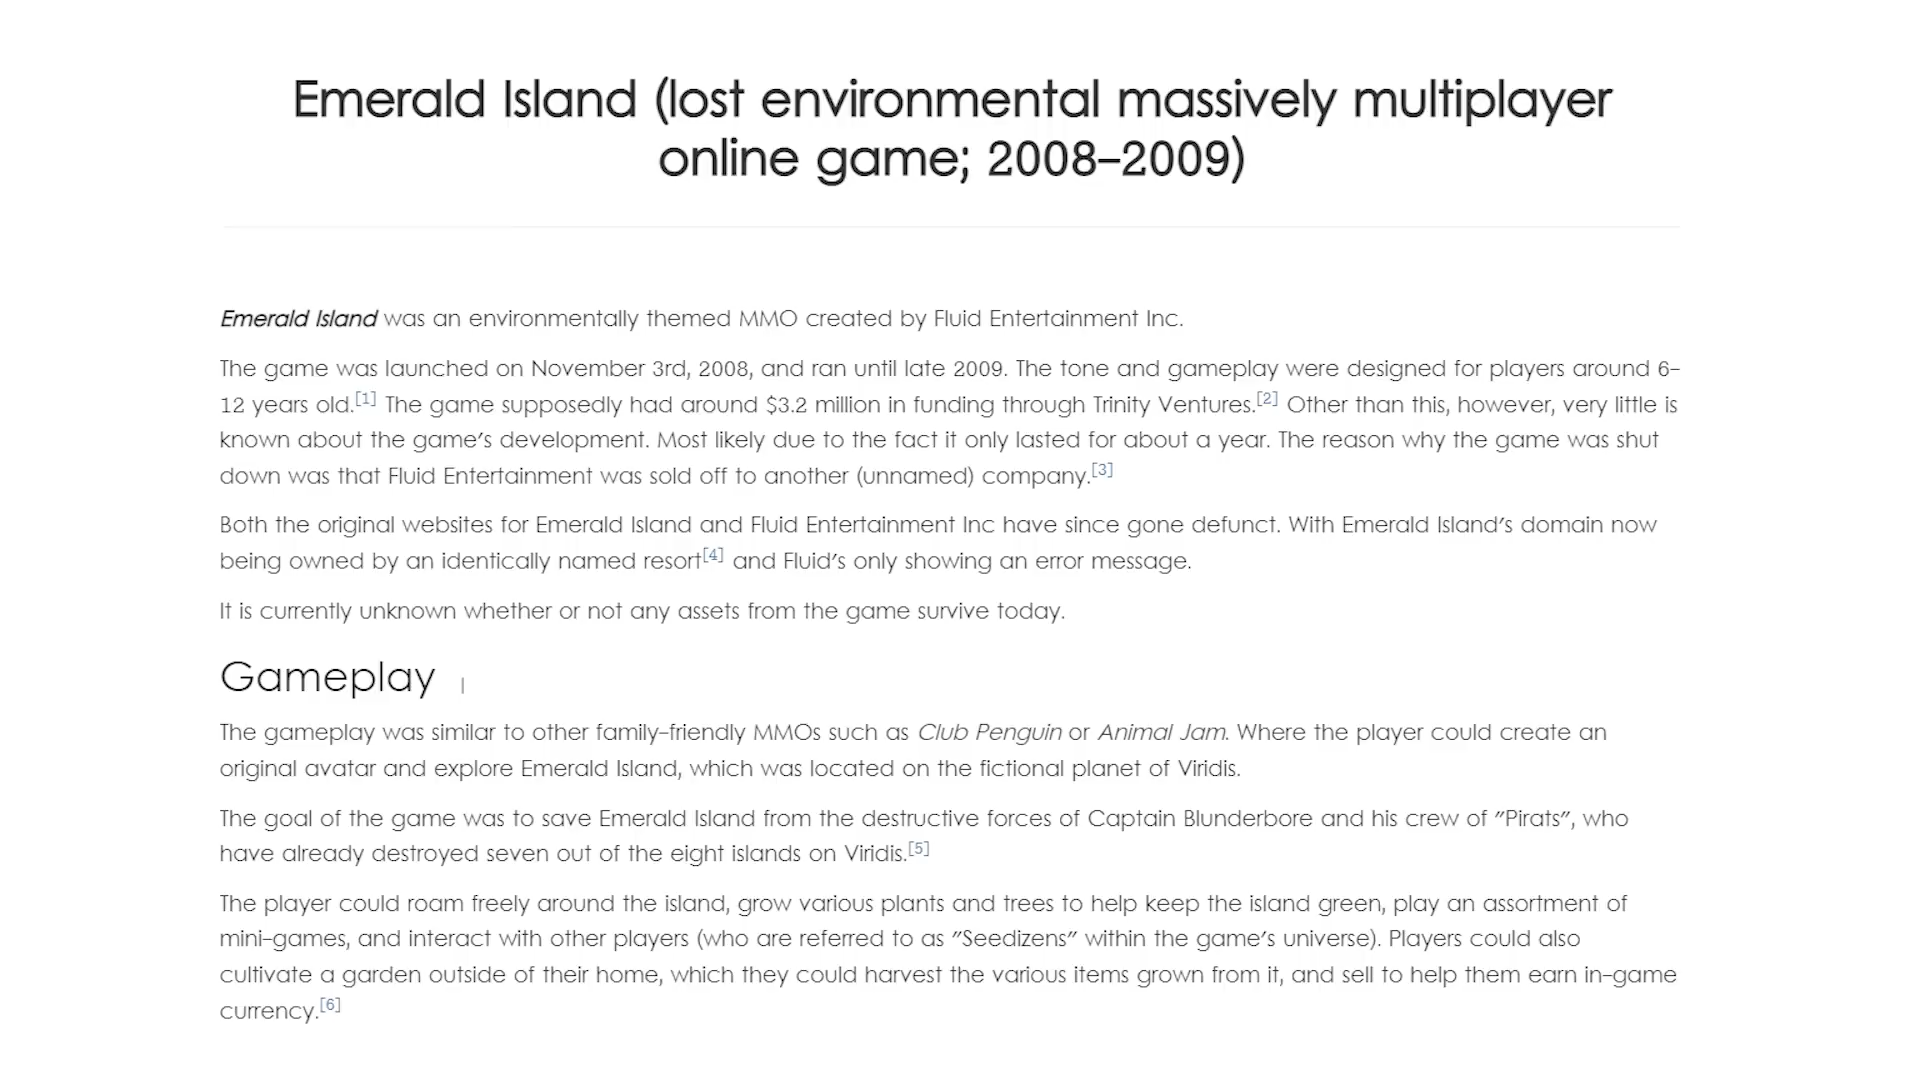 Emerald Island (lost environmental massively multiplayer
online game; 2008–2009)
Emerald Island was an environmentally themed MMO created by Fluid Entertainment Inc.
The game was launched on November 3rd, 2008, and ran until late 2009. The tone and gameplay were designed for players around 6–
12 years old.[1] The game supposedly had around $3.2 million in funding through Trinity Ventures.[2] Other than this, however, very little is
known about the game's development. Most likely due to the fact it only lasted for about a year. The reason why the game was shut
down was that Fluid Entertainment was sold off to another (unnamed) company.[3]
Both the original websites for Emerald Island and Fluid Entertainment Inc have since gone defunct. With Emerald Island's domain now
being owned by an identically named resort[4] and Fluid's only showing an error message.
It is currently unknown whether or not any assets from the game survive today.
Gameplay
The gameplay was similar to other family-friendly MMOs such as Club Penguin or Animal Jam. Where the player could create an
original avatar and explore Emerald Island, which was located on the fictional planet of Viridis.
The goal of the game was to save Emerald Island from the destructive forces of Captain Blunderbore and his crew of "Pirats", who
have already destroyed seven out of the eight islands on Viridis.[5]
The player could roam freely around the island, grow various plants and trees to help keep the island green, play an assortment of
mini-games, and interact with other players (who are referred to as "Seedizens" within the game's universe). Players could also
cultivate a garden outside of their home, which they could harvest the various items grown from it, and sell to help them earn in-game
currency.[6]